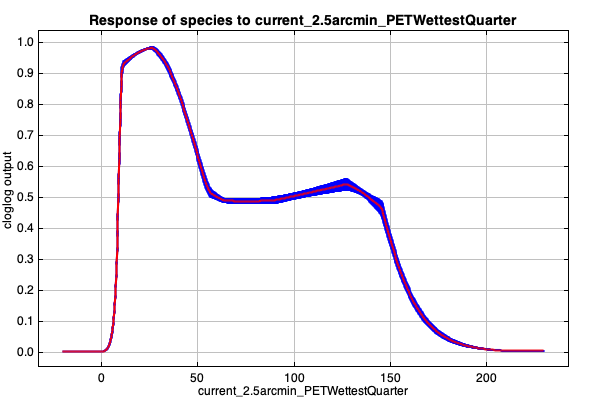 Response of species to current_2.5arcmin_PETWettestQuarter
1.0
0.9
0.8
0.7
0.6
0.5
0.4
0.3
0.2
0.1
0.0
cloglog output
0 50 100 150 200
current_2.5arcmin_PETWettestQuarter